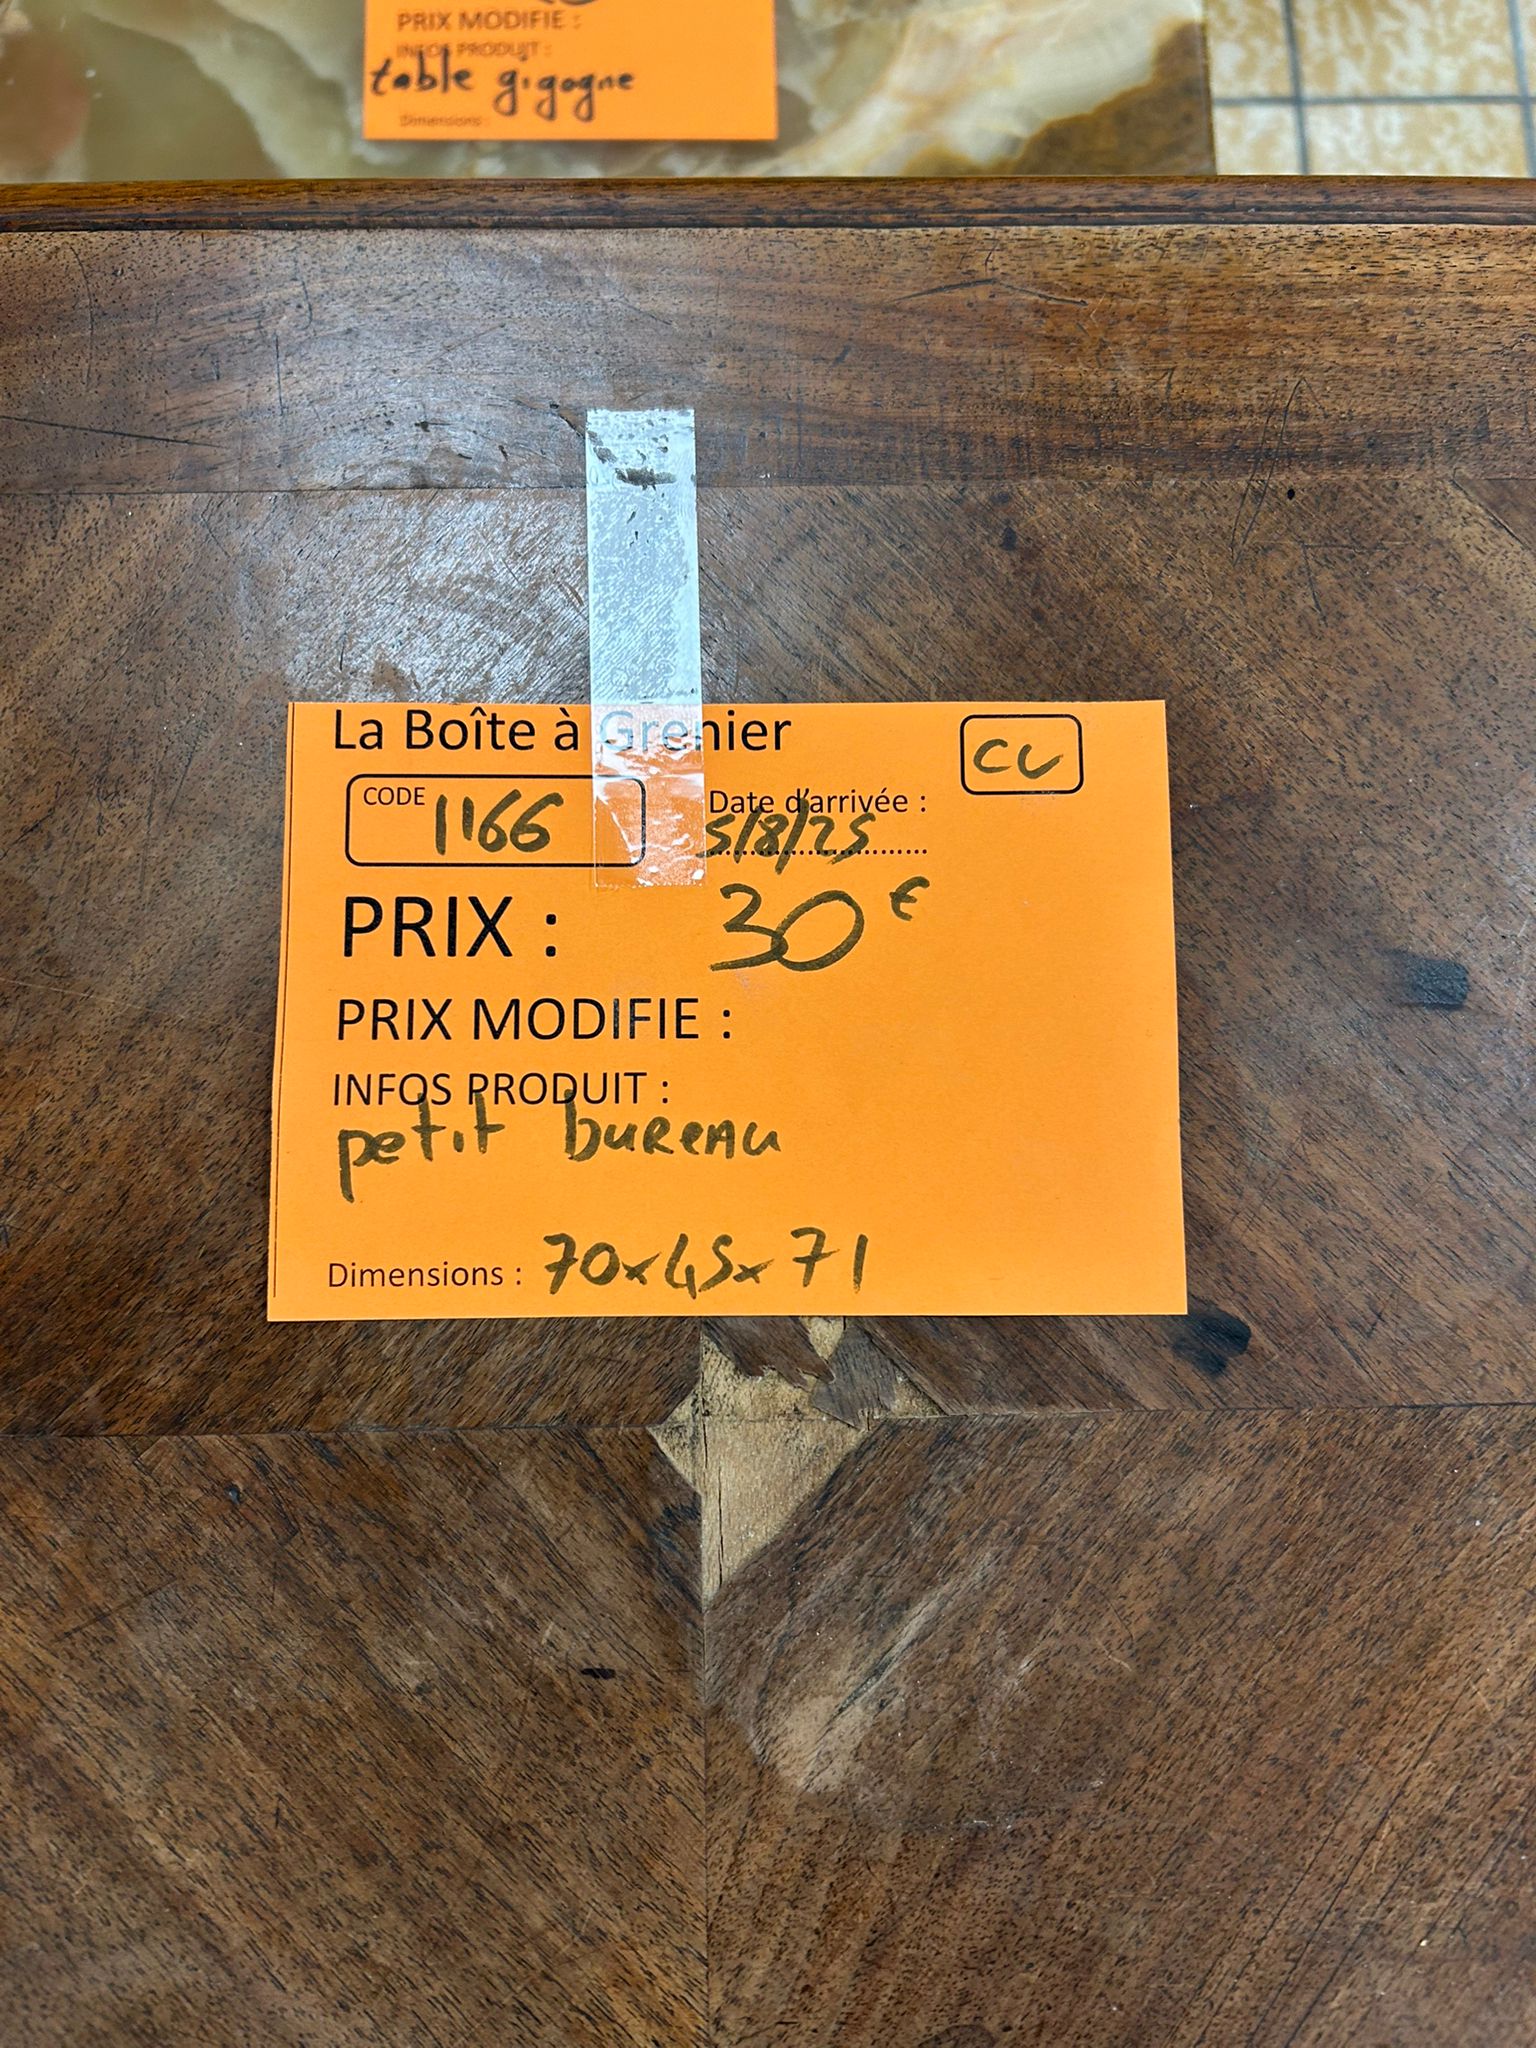 PRIX MODIFIE :
INFOS PRODUIT :
table gigogne
Dimensions :
La Boîte à Grenier
CL
CODE 1166
Date d'arrivée :
5/8/25
PRIX : 30 €
PRIX MODIFIE :
INFOS PRODUIT :
petit bureau
Dimensions : 70x45x71